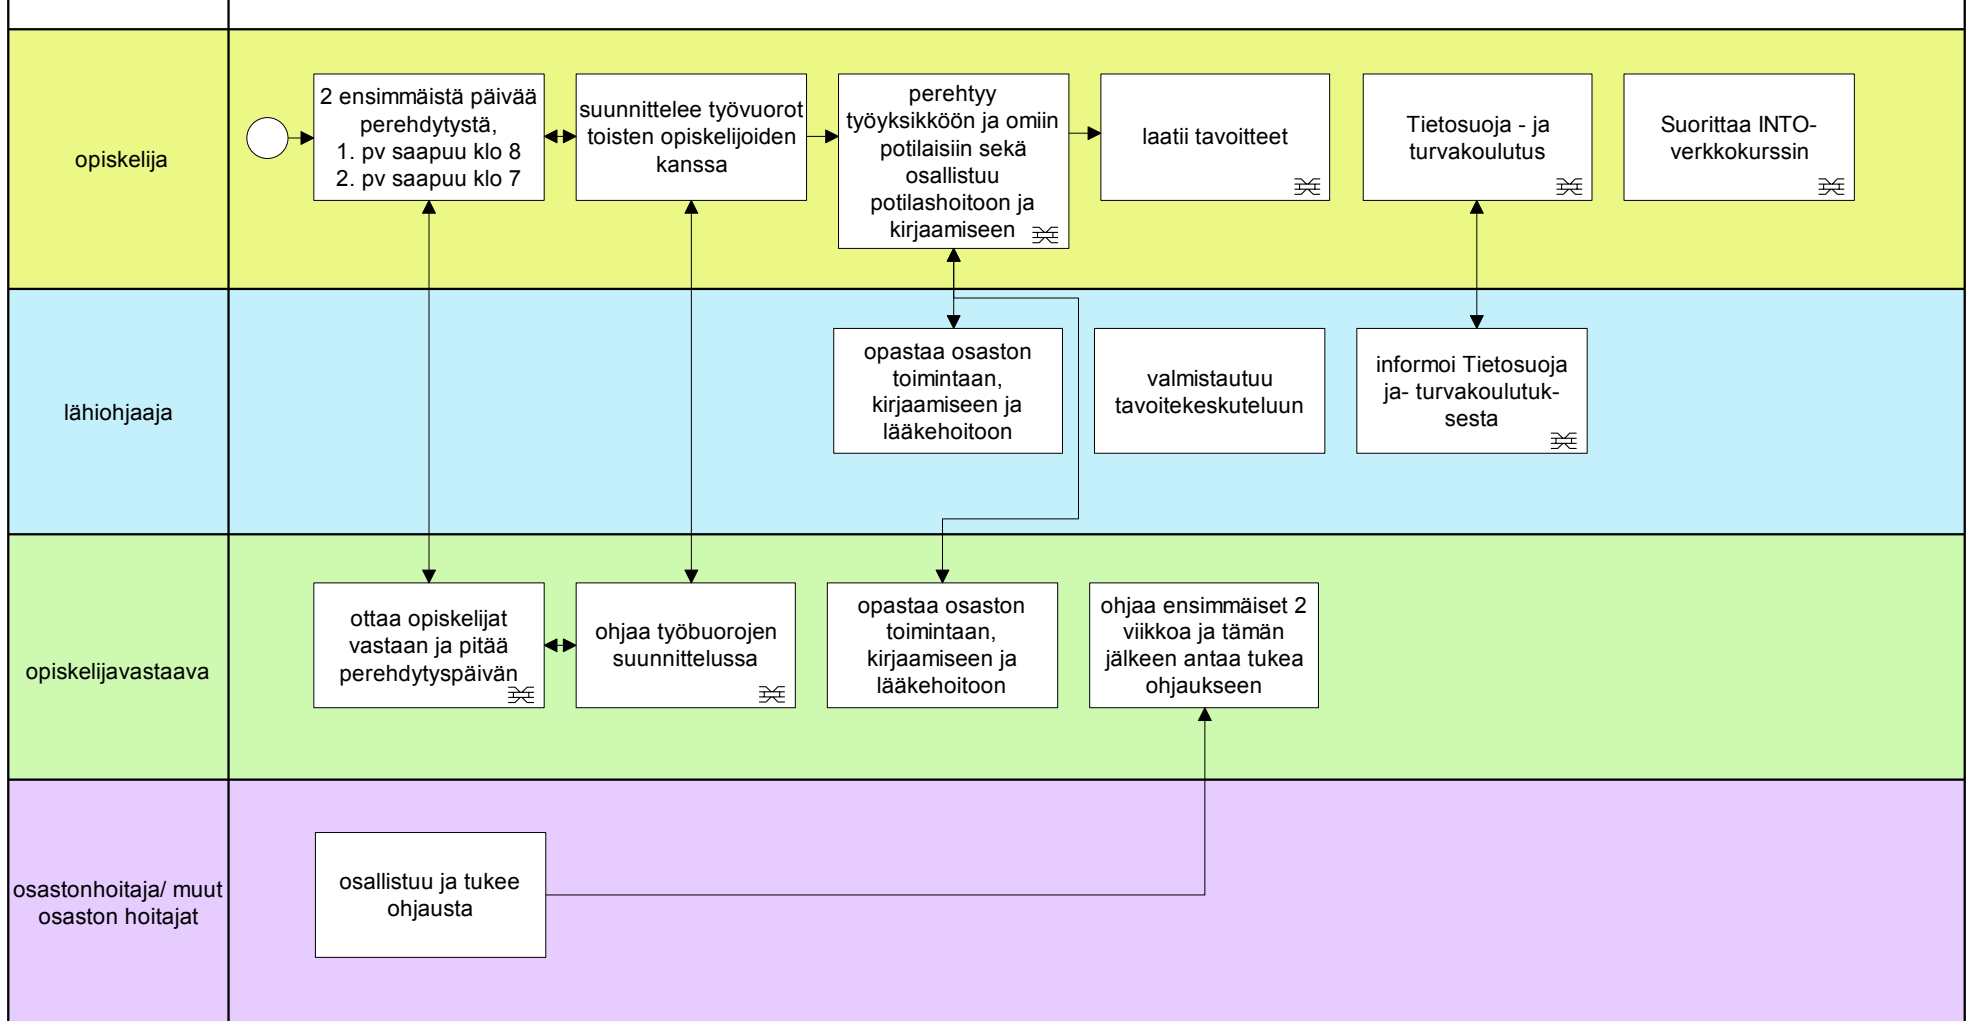 opiskelija
2 ensimmäistä päivää
perehdytystä,
1. pv saapuu klo 8
2. pv saapuu klo 7
suunnittelee työvuorot
toisten opiskelijoiden
kanssa
perehtyy
työyksikköön ja omiin
potilaisiin sekä
osallistuu
potilashoitoon ja
kirjaamiseen
laatii tavoitteet
Tietosuoja - ja
turvakoulutus
Suorittaa INTO-
verkkokurssin
lähiohjaaja
opastaa osaston
toimintaan,
kirjaamiseen ja
lääkehoitoon
valmistautuu
tavoitekeskuteluun
informoi Tietosuoja
ja- turvakoulutuk-
sesta
opiskelijavastaava
ottaa opiskelijat
vastaan ja pitää
perehdytyspäivän
ohjaa työbuorojen
suunnittelussa
opastaa osaston
toimintaan,
kirjaamiseen ja
lääkehoitoon
ohjaa ensimmäiset 2
viikkoa ja tämän
jälkeen antaa tukea
ohjaukseen
osastonhoitaja/ muut
osaston hoitajat
osallistuu ja tukee
ohjausta